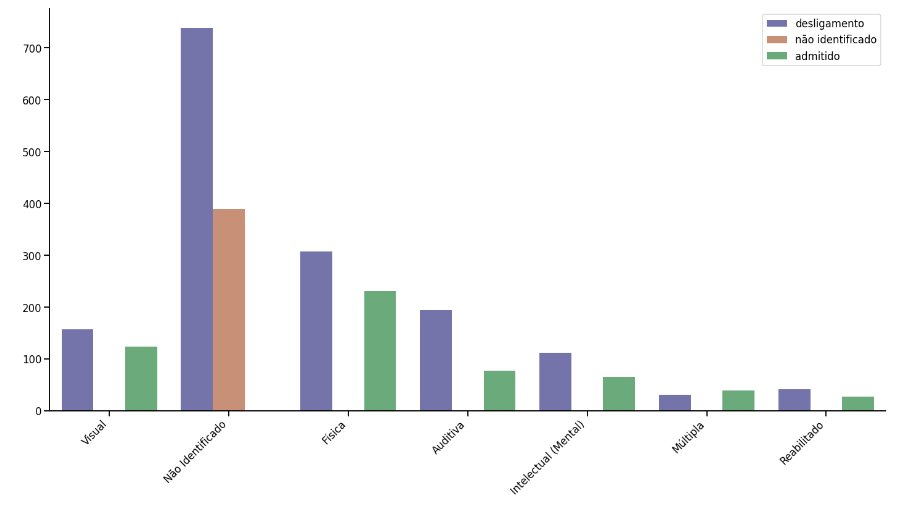 desligamento
não identificado
admitido
700
600
500
400
300
200
100
0
Visual
Não Identificado
Física
Auditiva
Intelectual (Mental)
Múltipla
Reabilitado